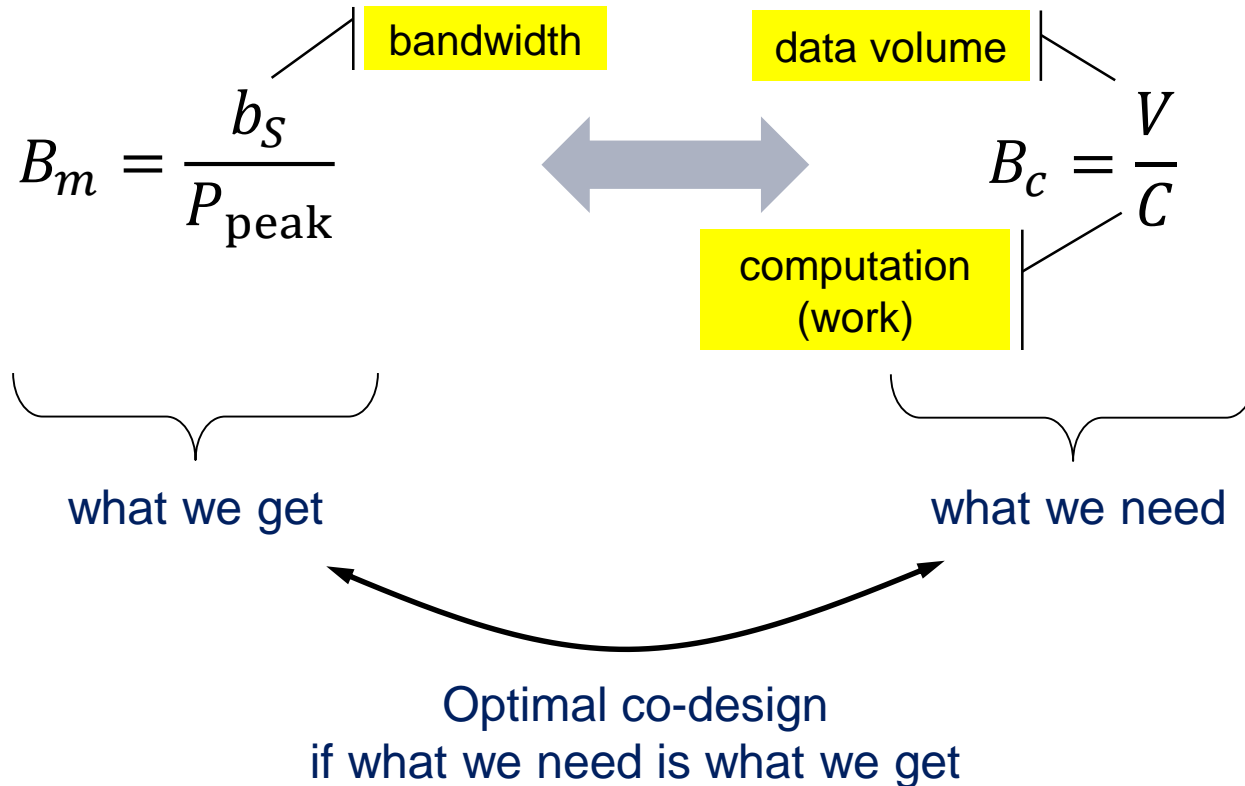 bandwidth
data volume
B_m = b_S / P_peak
B_c = V / C
computation
(work)
what we get
what we need
Optimal co-design
if what we need is what we get